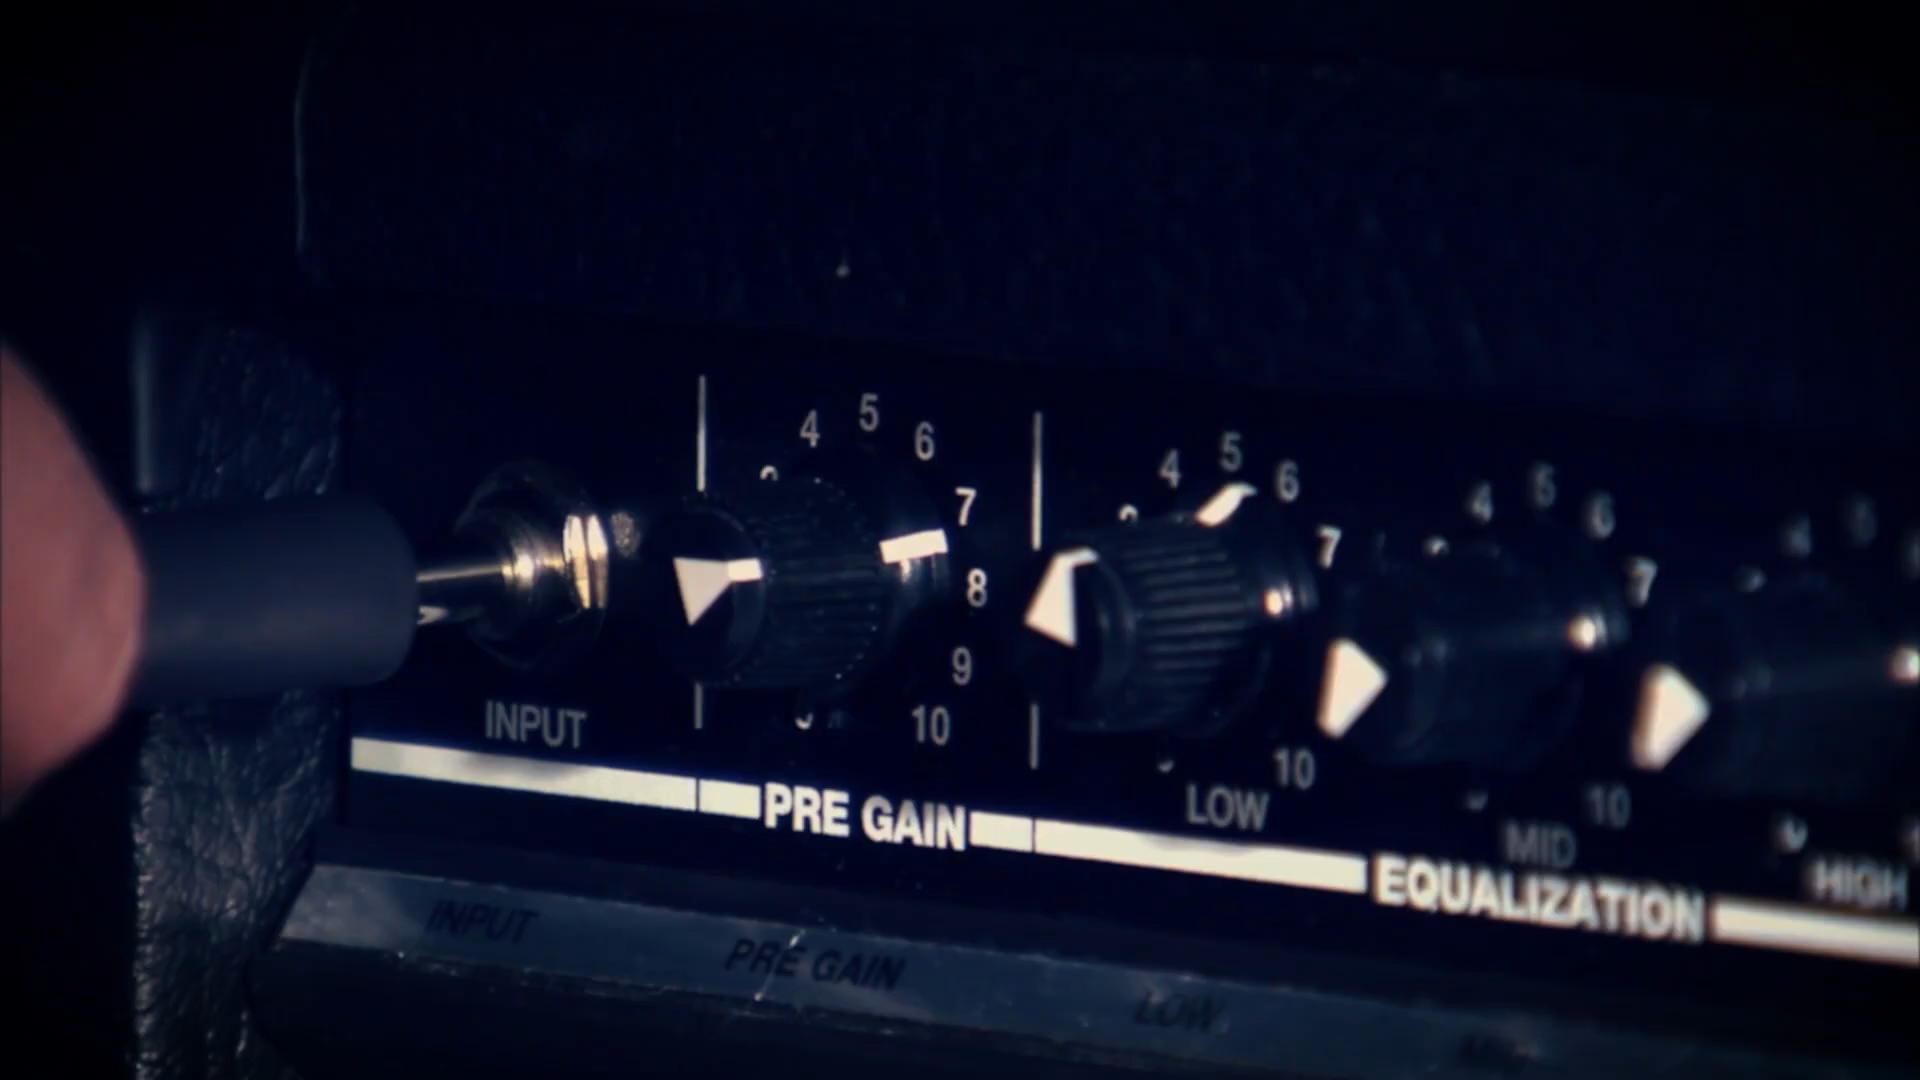 4 5 6 7 8 9 10
4 5 6 7 10
4 5 6 7 10
4
INPUT
LOW
MID
HIGH
PRE GAIN
EQUALIZATION
INPUT
PRE GAIN
LOW